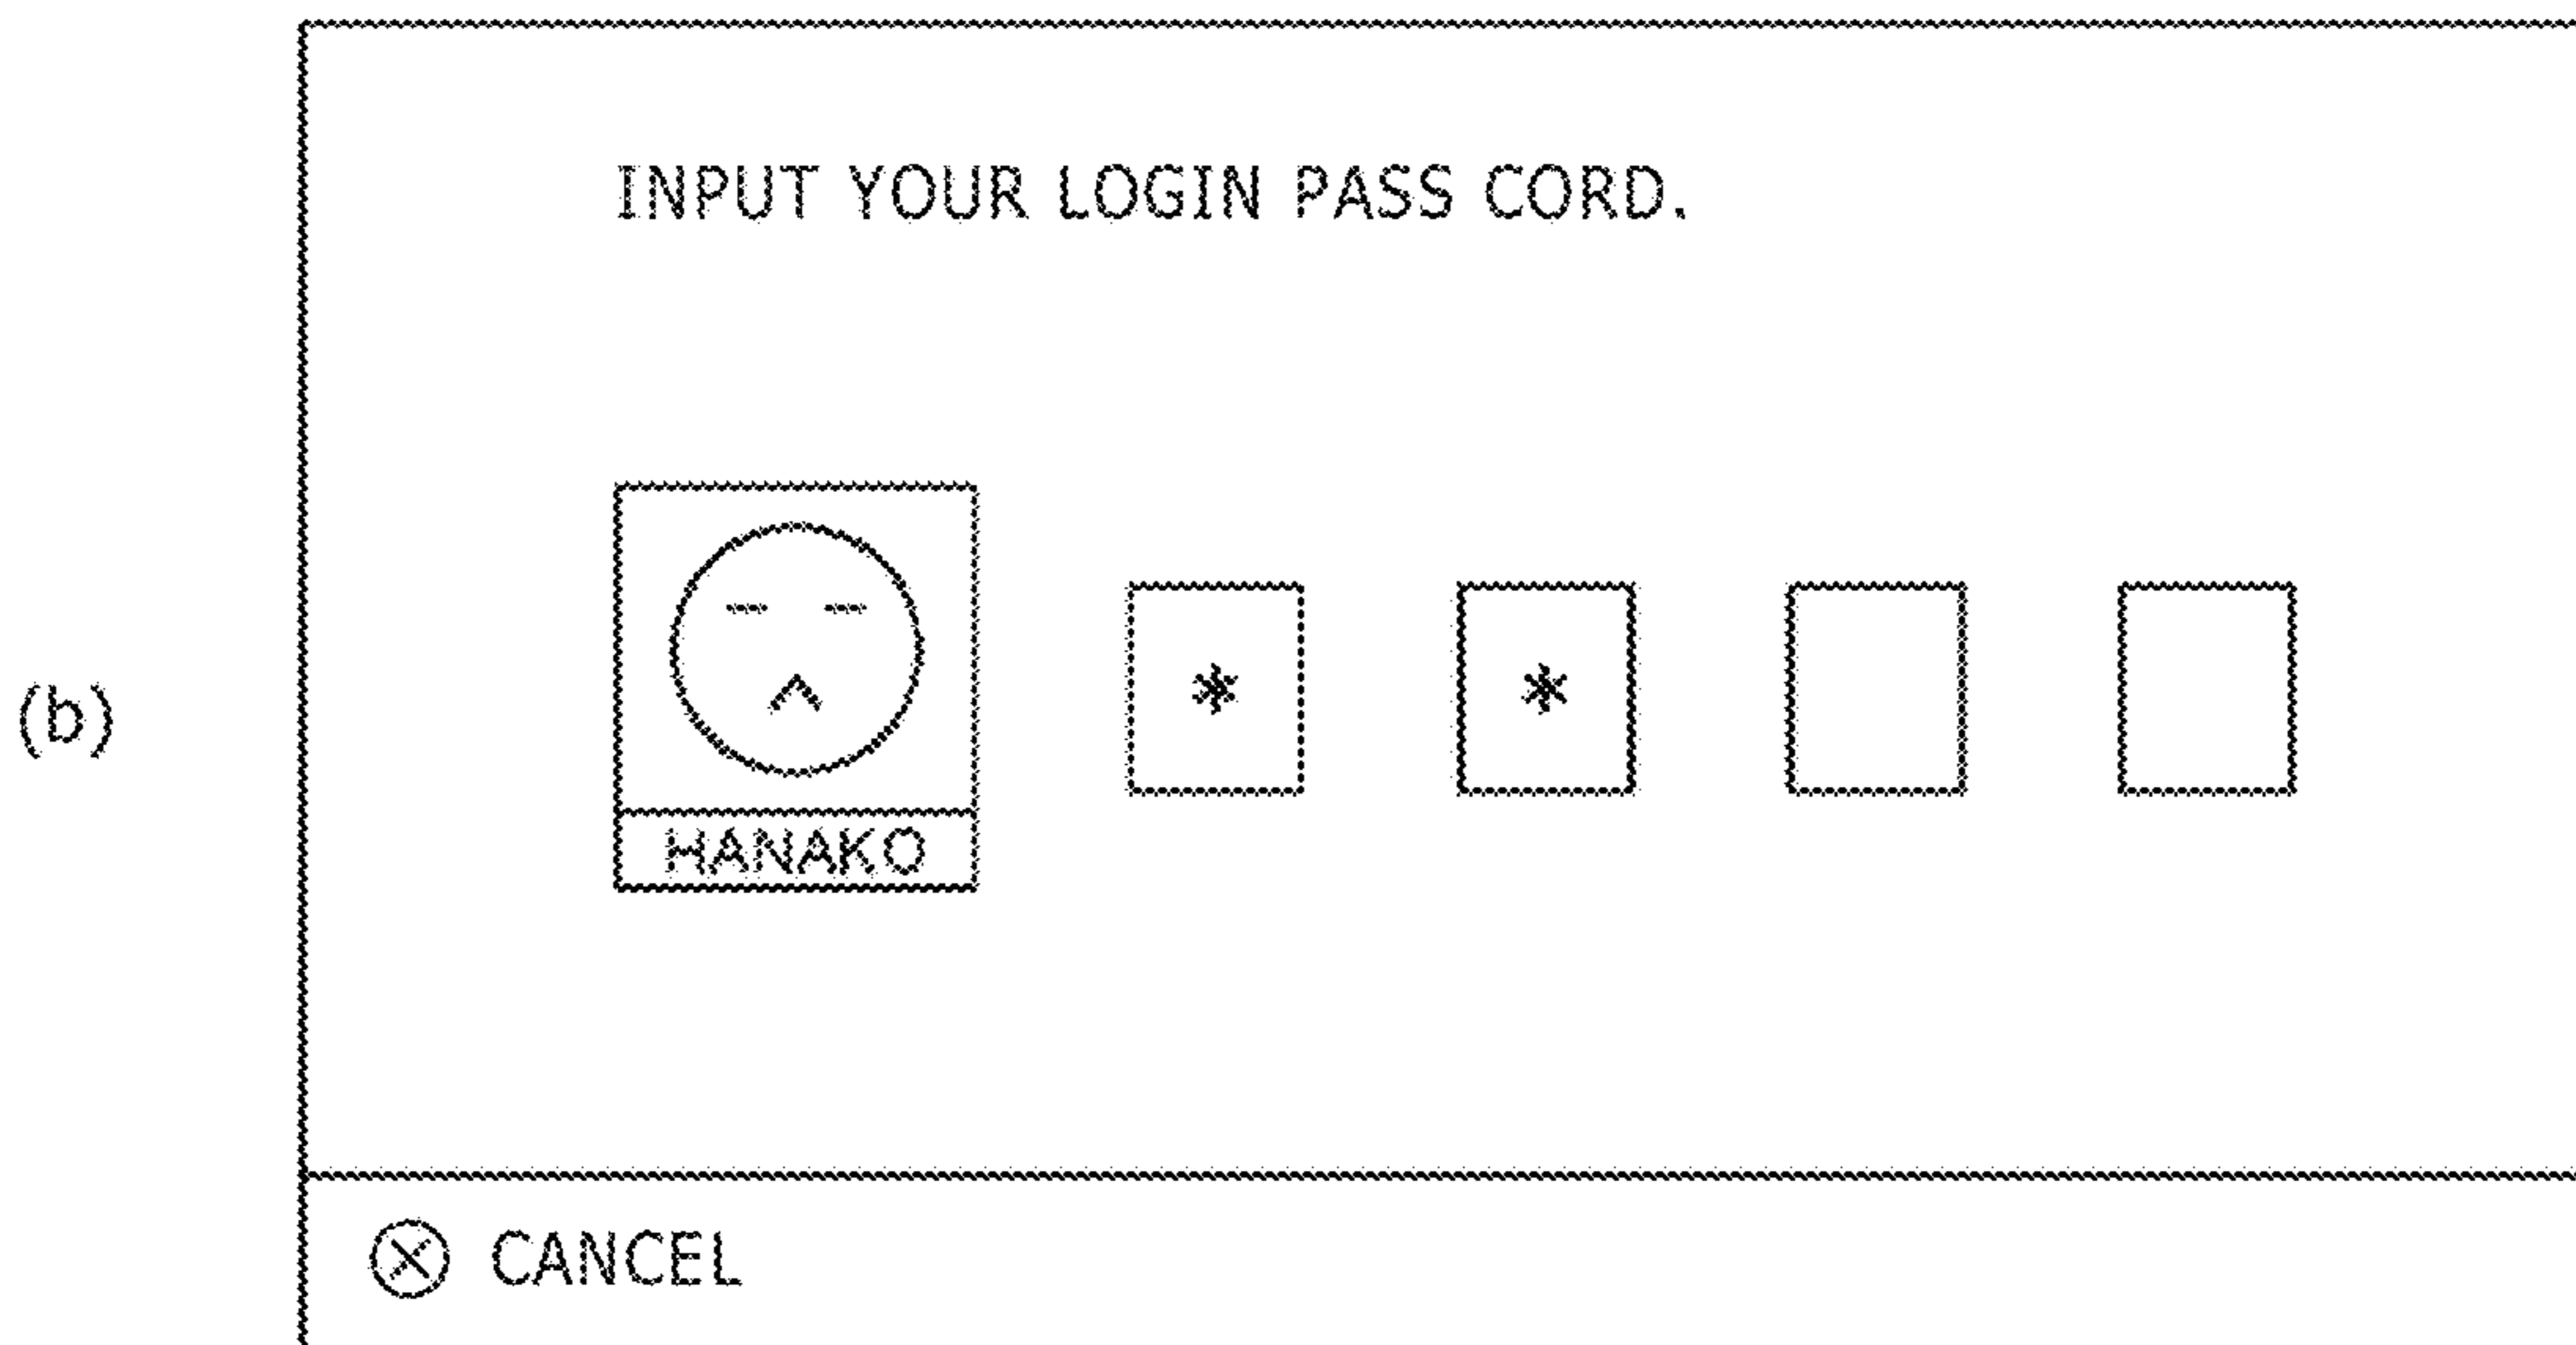 INPUT YOUR LOGIN PASS CORD.
(b)
* *
HANAKO
CANCEL